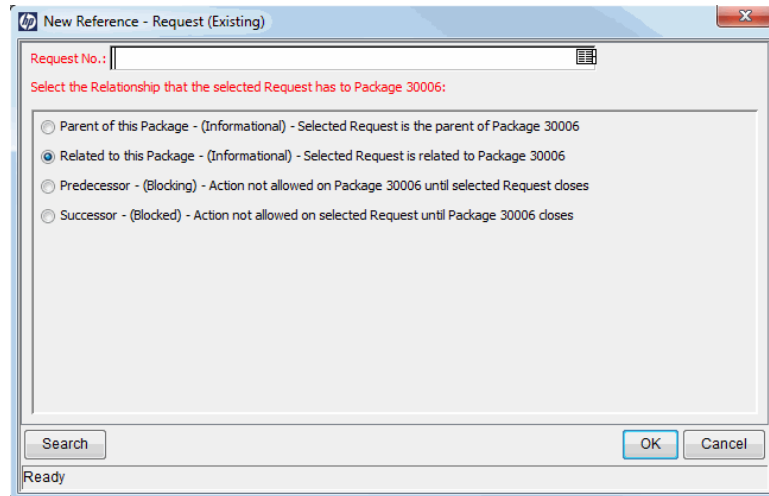 hp New Reference - Request (Existing)
Request No.:
Select the Relationship that the selected Request has to Package 30006:
Parent of this Package - (Informational) - Selected Request is the parent of Package 30006
Related to this Package - (Informational) - Selected Request is related to Package 30006
Predecessor - (Blocking) - Action not allowed on Package 30006 until selected Request closes
Successor - (Blocked) - Action not allowed on selected Request until Package 30006 closes
Search OK Cancel
Ready